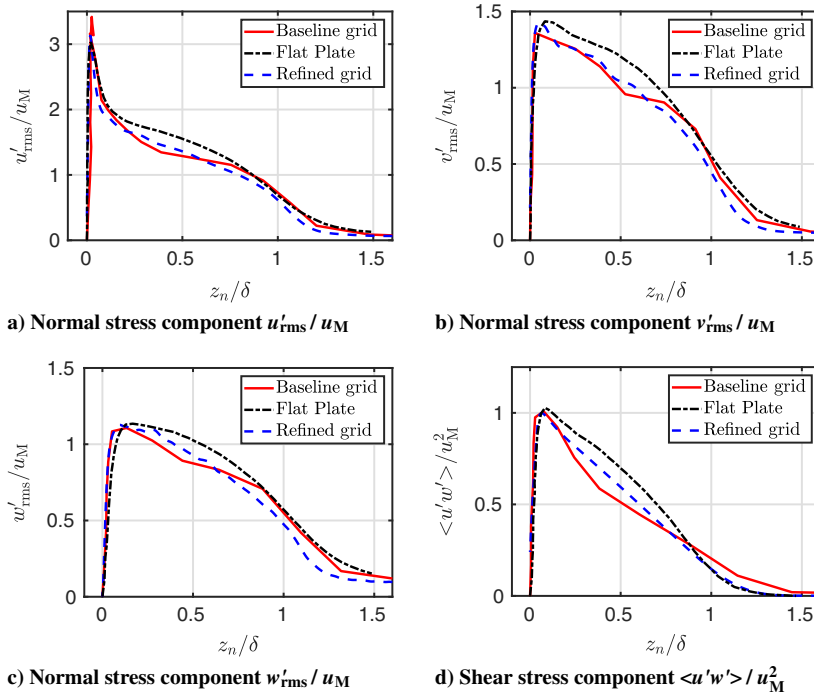 3
2
1
0
u′rms/uM
0
0.5
1
1.5
zn/δ
Baseline grid
Flat Plate
Refined grid
a) Normal stress component u′rms / uM
1.5
1
0.5
0
v′rms/uM
0
0.5
1
1.5
zn/δ
Baseline grid
Flat Plate
Refined grid
b) Normal stress component v′rms / uM
1.5
1
0.5
0
w′rms/uM
0
0.5
1
1.5
zn/δ
Baseline grid
Flat Plate
Refined grid
c) Normal stress component w′rms / uM
1
0.5
0
<u′w′>/u²M
0
0.5
1
1.5
zn/δ
Baseline grid
Flat Plate
Refined grid
d) Shear stress component <u′w′> / u²M